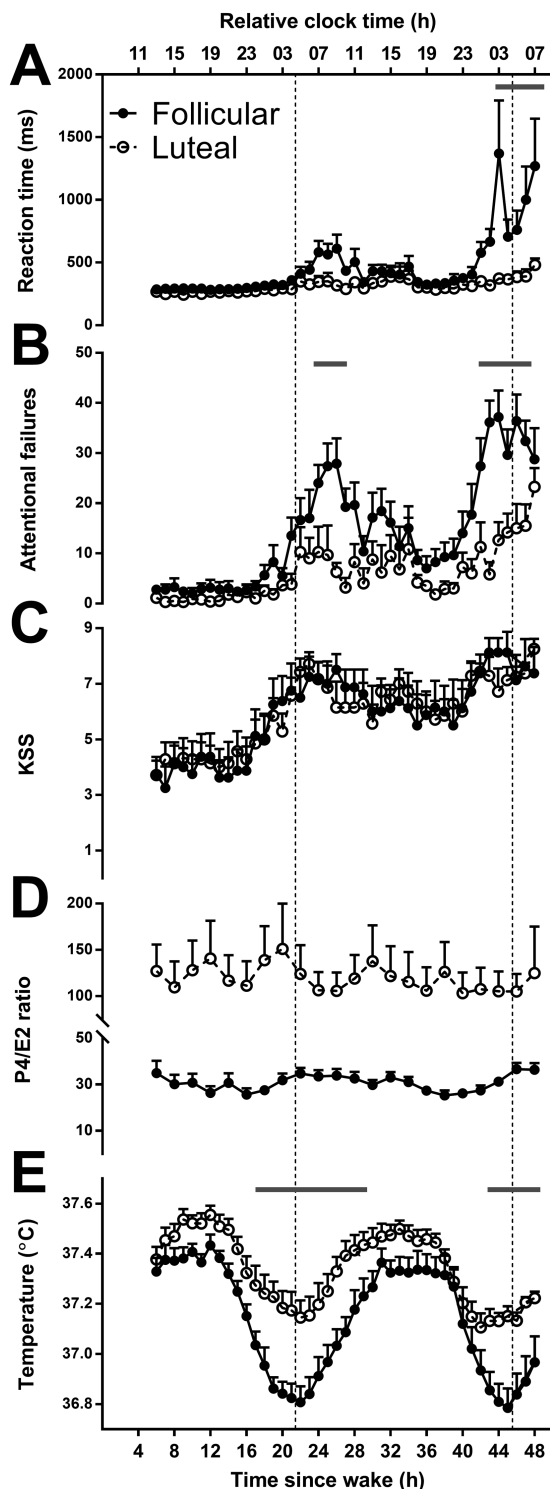 Relative clock time (h)
11 15 19 23 03 07 11 15 19 23 03 07
A
2000
1500
1000
500
0
Reaction time (ms)
Follicular
Luteal
B
50
40
30
20
10
0
Attentional failures
C
9
7
5
3
1
KSS
D
200
150
100
50
30
10
P4/E2 ratio
E
37.6
37.4
37.2
37.0
36.8
Temperature (°C)
4 8 12 16 20 24 28 32 36 40 44 48
Time since wake (h)